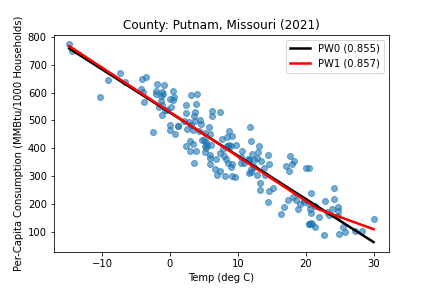 County: Putnam, Missouri (2021)
Per-Capita Consumption (MMBtu/1000 Households)
800
700
600
500
400
300
200
100
PW0 (0.855)
PW1 (0.857)
−10 0 10 20 30
Temp (deg C)